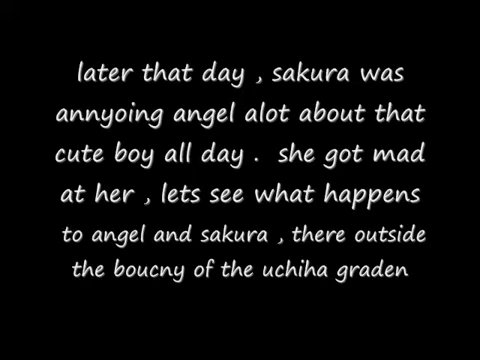 later that day , sakura was
annyoing angel alot about that
cute boy all day .  she got mad
at her , lets see what happens
to angel and sakura , there outside
the boucny of the uchiha graden